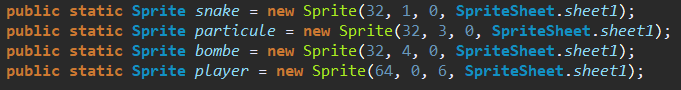 public static Sprite snake = new Sprite(32, 1, 0, SpriteSheet.sheet1);
public static Sprite particule = new Sprite(32, 3, 0, SpriteSheet.sheet1);
public static Sprite bombe = new Sprite(32, 4, 0, SpriteSheet.sheet1);
public static Sprite player = new Sprite(64, 0, 6, SpriteSheet.sheet1);